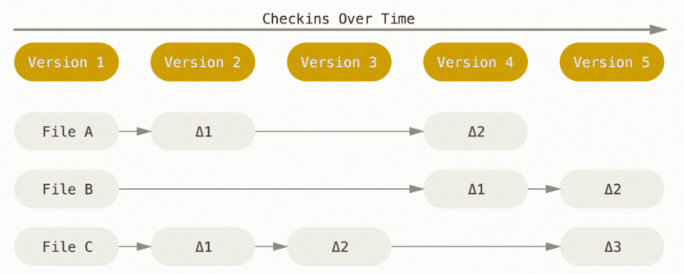 Checkins Over Time
Version 1 Version 2 Version 3 Version 4 Version 5
File A Δ1 Δ2
File B Δ1 Δ2
File C Δ1 Δ2 Δ3